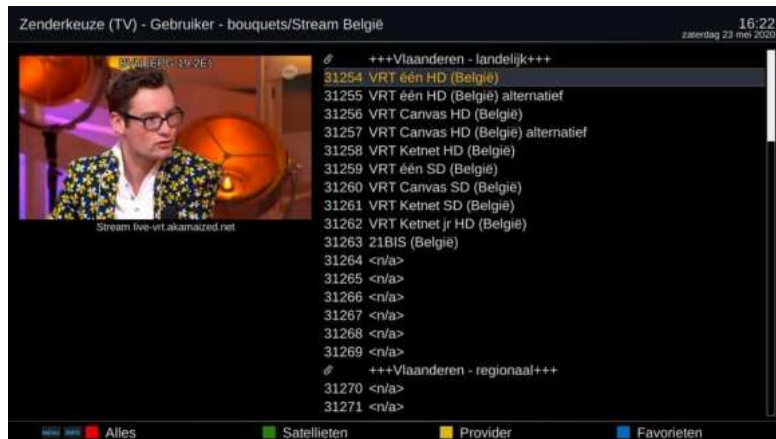 Zenderkeuze (TV) - Gebruiker - bouquets/Stream België
16:22
zaterdag 23 mei 2020
Stream live-vrt.akamaized.net
+++Vlaanderen - landelijk+++
31254 VRT één HD (België)
31255 VRT één HD (België) alternatief
31256 VRT Canvas HD (België)
31257 VRT Canvas HD (België) alternatief
31258 VRT Ketnet HD (België)
31259 VRT één SD (België)
31260 VRT Canvas SD (België)
31261 VRT Ketnet SD (België)
31262 VRT Ketnet jr HD (België)
31263 21BIS (België)
31264 <n/a>
31265 <n/a>
31266 <n/a>
31267 <n/a>
31268 <n/a>
31269 <n/a>
+++Vlaanderen - regionaal+++
31270 <n/a>
31271 <n/a>
MENU INFO Alles Satellieten Provider Favorieten